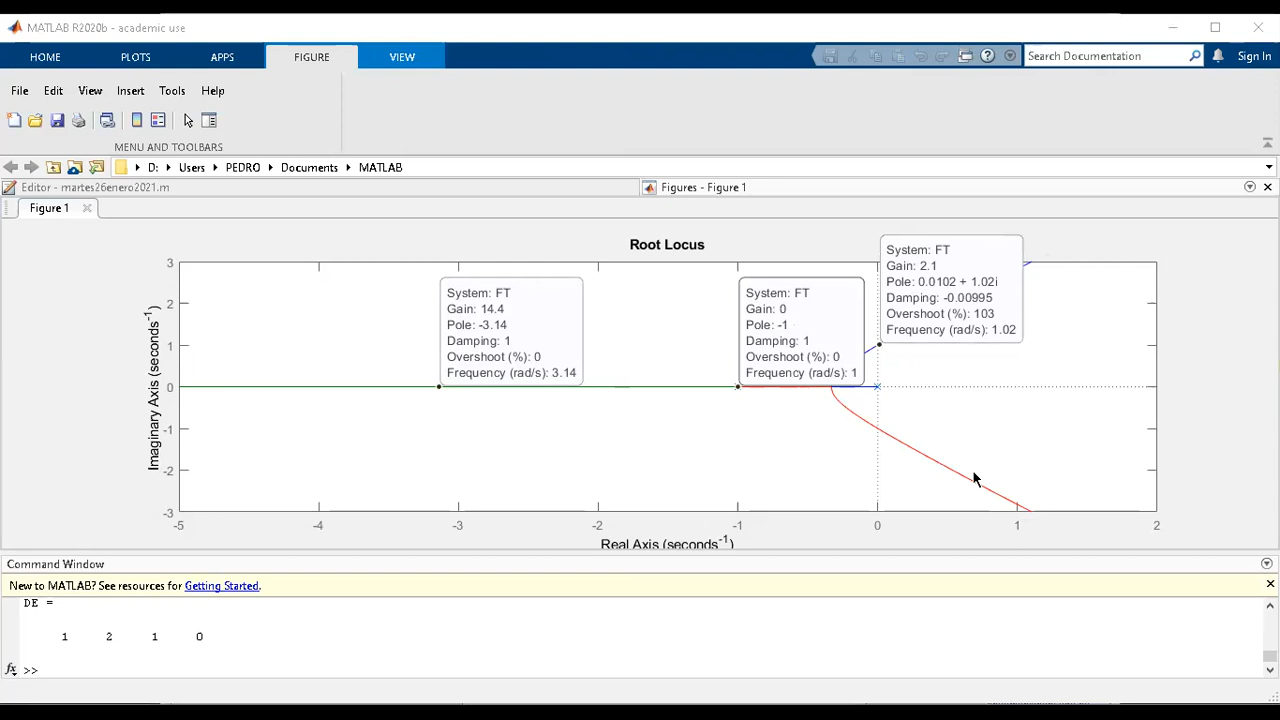 MATLAB R2020b - academic use
HOME PLOTS APPS FIGURE VIEW
Search Documentation
Sign In
File Edit View Insert Tools Help
MENU AND TOOLBARS
D: Users PEDRO Documents MATLAB
Editor - martes26enero2021.m
Figures - Figure 1
Figure 1
Root Locus
System: FT
Gain: 14.4
Pole: -3.14
Damping: 1
Overshoot (%): 0
Frequency (rad/s): 3.14
System: FT
Gain: 0
Pole: -1
Damping: 1
Overshoot (%): 0
Frequency (rad/s): 1
System: FT
Gain: 2.1
Pole: 0.0102 + 1.02i
Damping: -0.00995
Overshoot (%): 103
Frequency (rad/s): 1.02
Imaginary Axis (seconds-1)
3
2
1
0
-1
-2
-3
-5 -4 -3 -2 -1 0 1 2
Real Axis (seconds-1)
Command Window
New to MATLAB? See resources for Getting Started.
DE =
1 2 1 0
fx >>